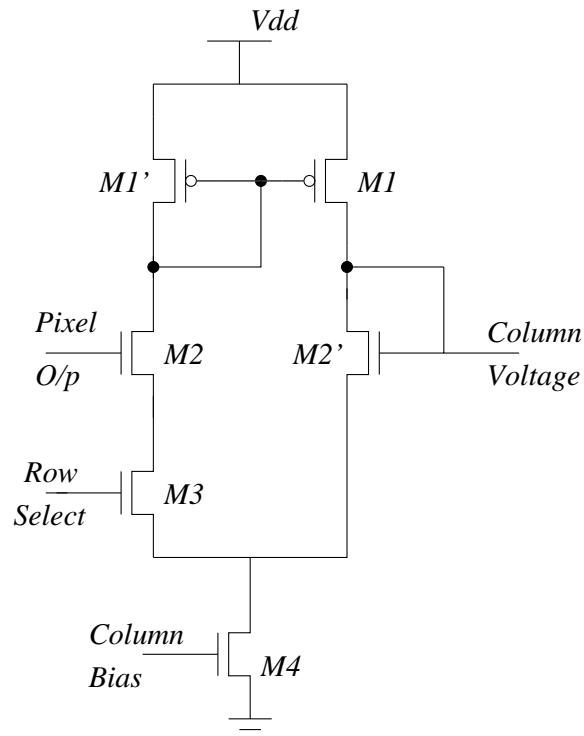 Vdd
M1’
M1
Pixel
O/p
M2
M2’
Column
Voltage
Row
Select
M3
Column
Bias
M4